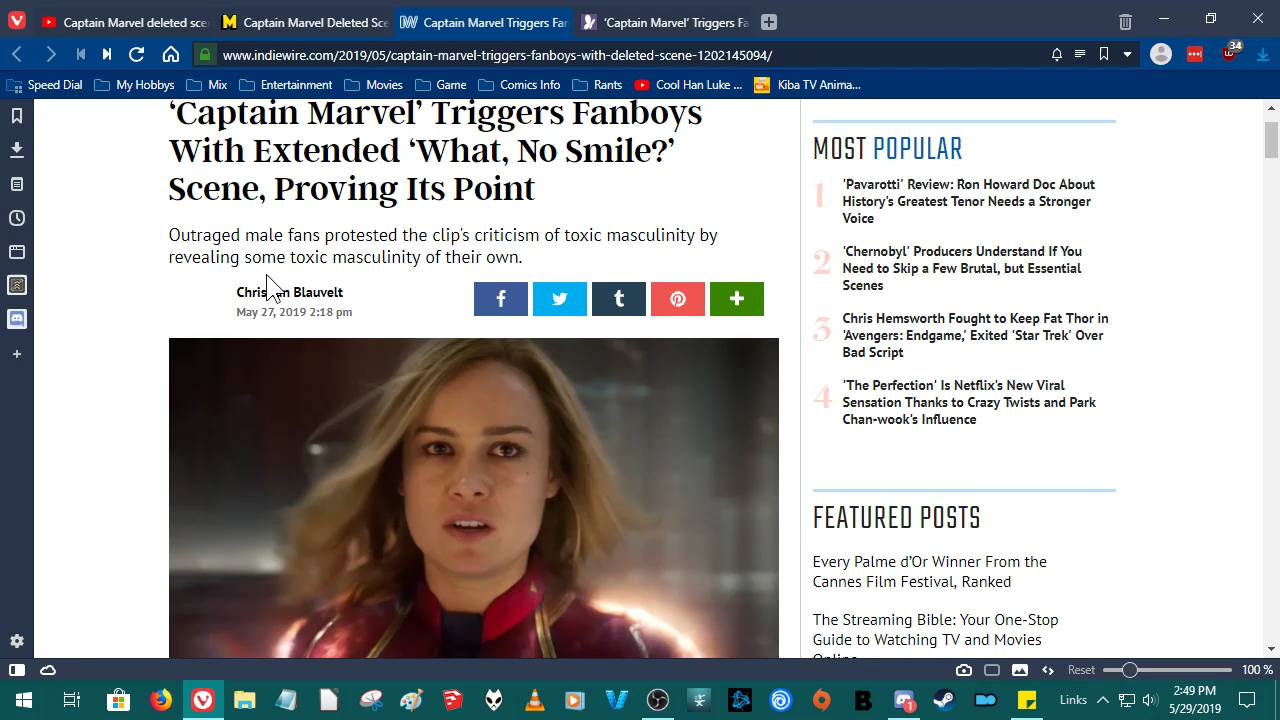 Captain Marvel deleted sce
Captain Marvel Deleted Sce
Captain Marvel Triggers Fan
'Captain Marvel' Triggers Fa
www.indiewire.com/2019/05/captain-marvel-triggers-fanboys-with-deleted-scene-1202145094/
34
Speed Dial
My Hobby
Mix
Entertainment
Movies
Game
Comics Info
Rants
Cool Han Luke ...
Kiba TV Anima...
‘Captain Marvel’ Triggers Fanboys
With Extended ‘What, No Smile?’
Scene, Proving Its Point
Outraged male fans protested the clip's criticism of toxic masculinity by
revealing some toxic masculinity of their own.
Blauvelt
May 27, 2019 2:18 pm
MOST POPULAR
1
'Pavarotti' Review: Ron Howard Doc About
History's Greatest Tenor Needs a Stronger
Voice
2
'Chernobyl' Producers Understand If You
Need to Skip a Few Brutal, but Essential
Scenes
3
Chris Hemsworth Fought to Keep Fat Thor in
'Avengers: Endgame,' Exited 'Star Trek' Over
Bad Script
4
'The Perfection' Is Netflix's New Viral
Sensation Thanks to Crazy Twists and Park
Chan-wook's Influence
FEATURED POSTS
Every Palme d'Or Winner From the
Cannes Film Festival, Ranked
The Streaming Bible: Your One-Stop
Guide to Watching TV and Movies
Online
Reset
100 %
Links
2:49 PM
5/29/2019